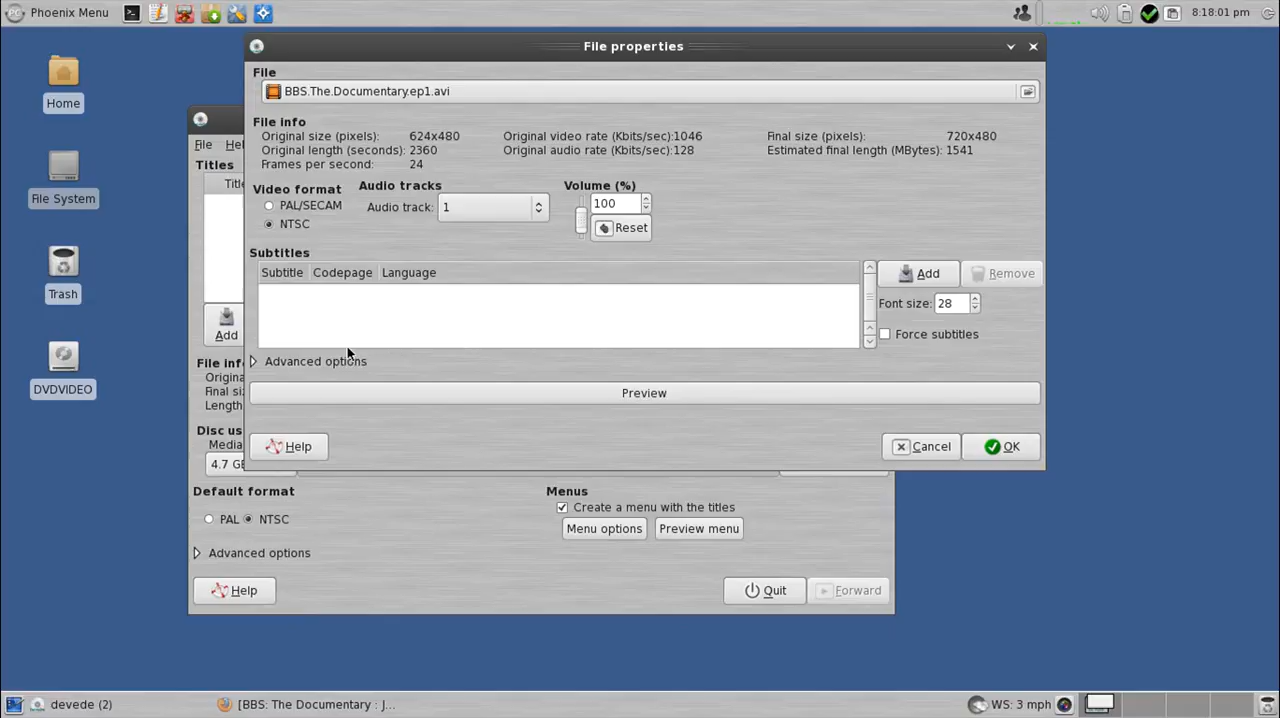 Phoenix Menu
8:18:01 pm
File properties
File
BBS.The.Documentary.ep1.avi
File info
Original size (pixels): 624x480 Original video rate (Kbits/sec):1046 Final size (pixels): 720x480
Original length (seconds): 2360 Original audio rate (Kbits/sec):128 Estimated final length (MBytes): 1541
Frames per second: 24
Video format Audio tracks Volume (%)
PAL/SECAM Audio track: 1 100
NTSC Reset
Subtitles
Subtitle Codepage Language
Add Remove
Font size: 28
Force subtitles
Advanced options
Preview
Help Cancel OK
Home
File System
Trash
DVDVIDEO
File
Titles
Add
File info
Length
Disc us
Media
4.7 GB
Default format Menus
Create a menu with the titles
PAL NTSC Menu options Preview menu
Advanced options
Help Quit Forward
devede (2) [BBS: The Documentary : J... WS: 3 mph